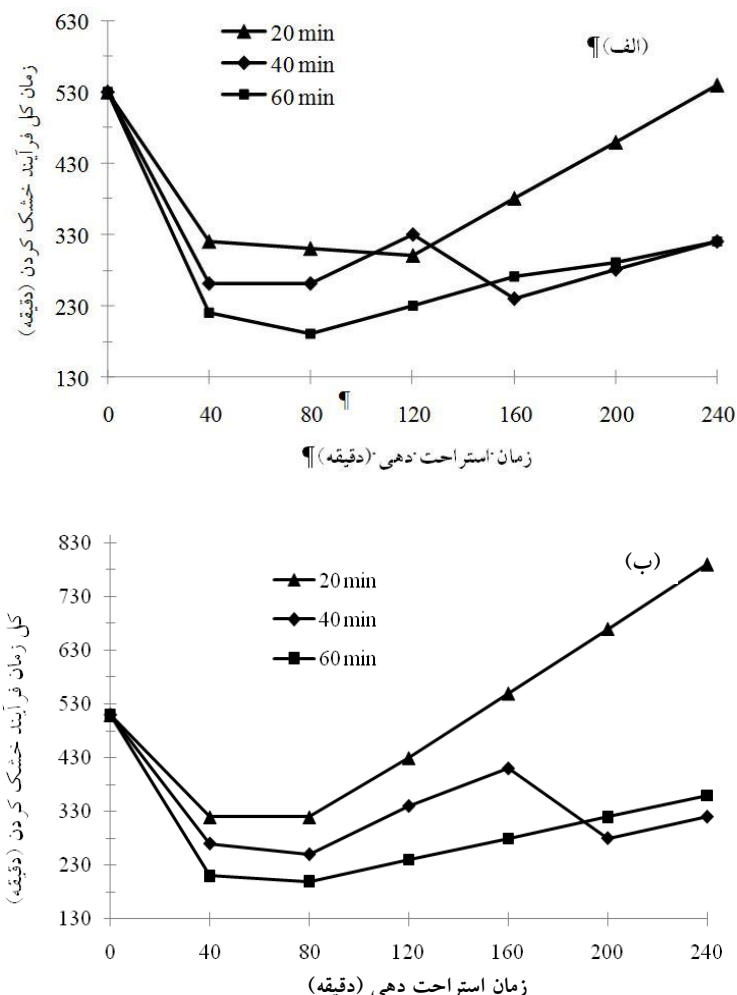 630
530
430
330
230
130
زمان کل فرآیند خشک کردن (دقیقه)
20 min
40 min
60 min
(الف)¶
0 40 80 120 160 200 240
¶
زمان·استراحت·دهی·(دقیقه)¶
830
730
630
530
430
330
230
130
کل زمان فرآیند خشک کردن (دقیقه)
20 min
40 min
60 min
(ب)
0 40 80 120 160 200 240
زمان استراحت دهی (دقیقه)